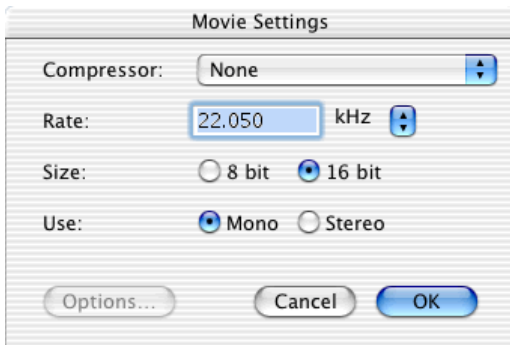 Movie Settings
Compressor: None
Rate: 22.050 kHz
Size: 8 bit 16 bit
Use: Mono Stereo
Options... Cancel OK